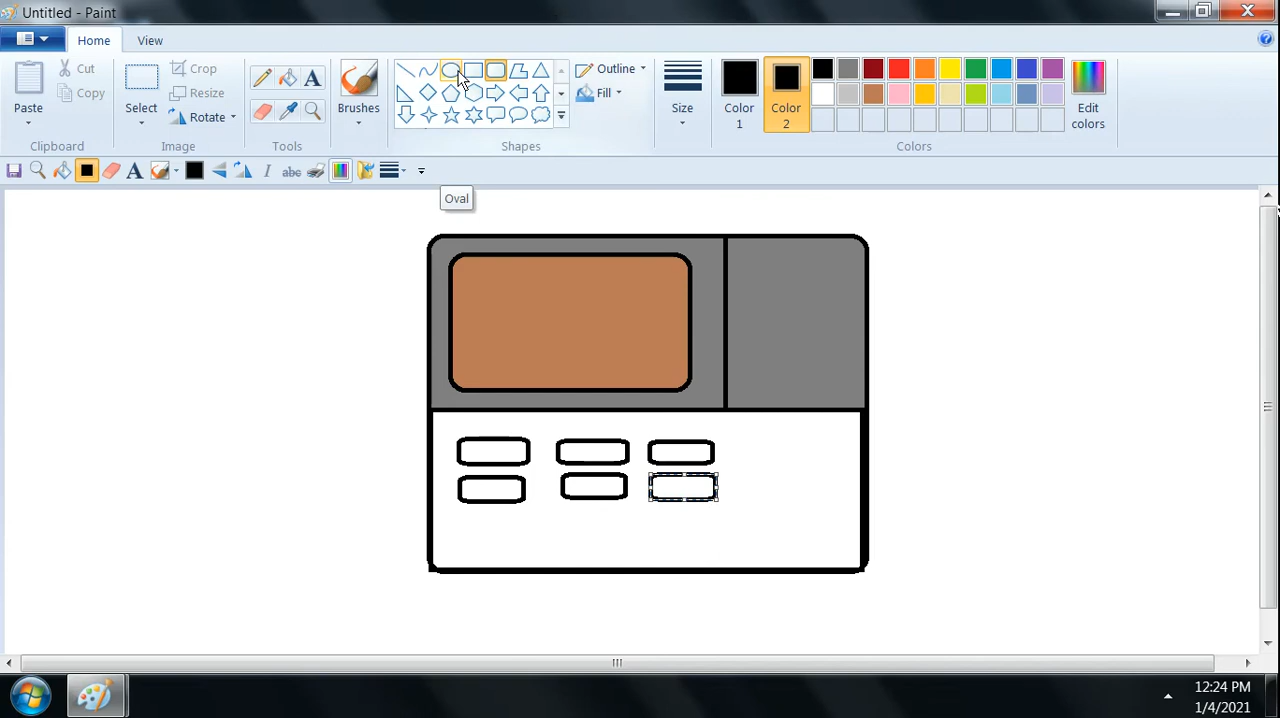 Untitled - Paint
Home
View
Paste
Cut
Copy
Clipboard
Select
Crop
Resize
Rotate
Image
Tools
Brushes
Shapes
Outline
Fill
Size
Color 1
Color 2
Edit colors
Colors
A
A
I
abc
Oval
12:24 PM
1/4/2021